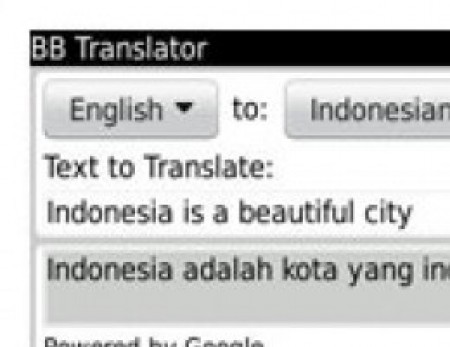 BB Translator
English to: Indonesian
Text to Translate:
Indonesia is a beautiful city
Indonesia adalah kota yang in
Powered by Google